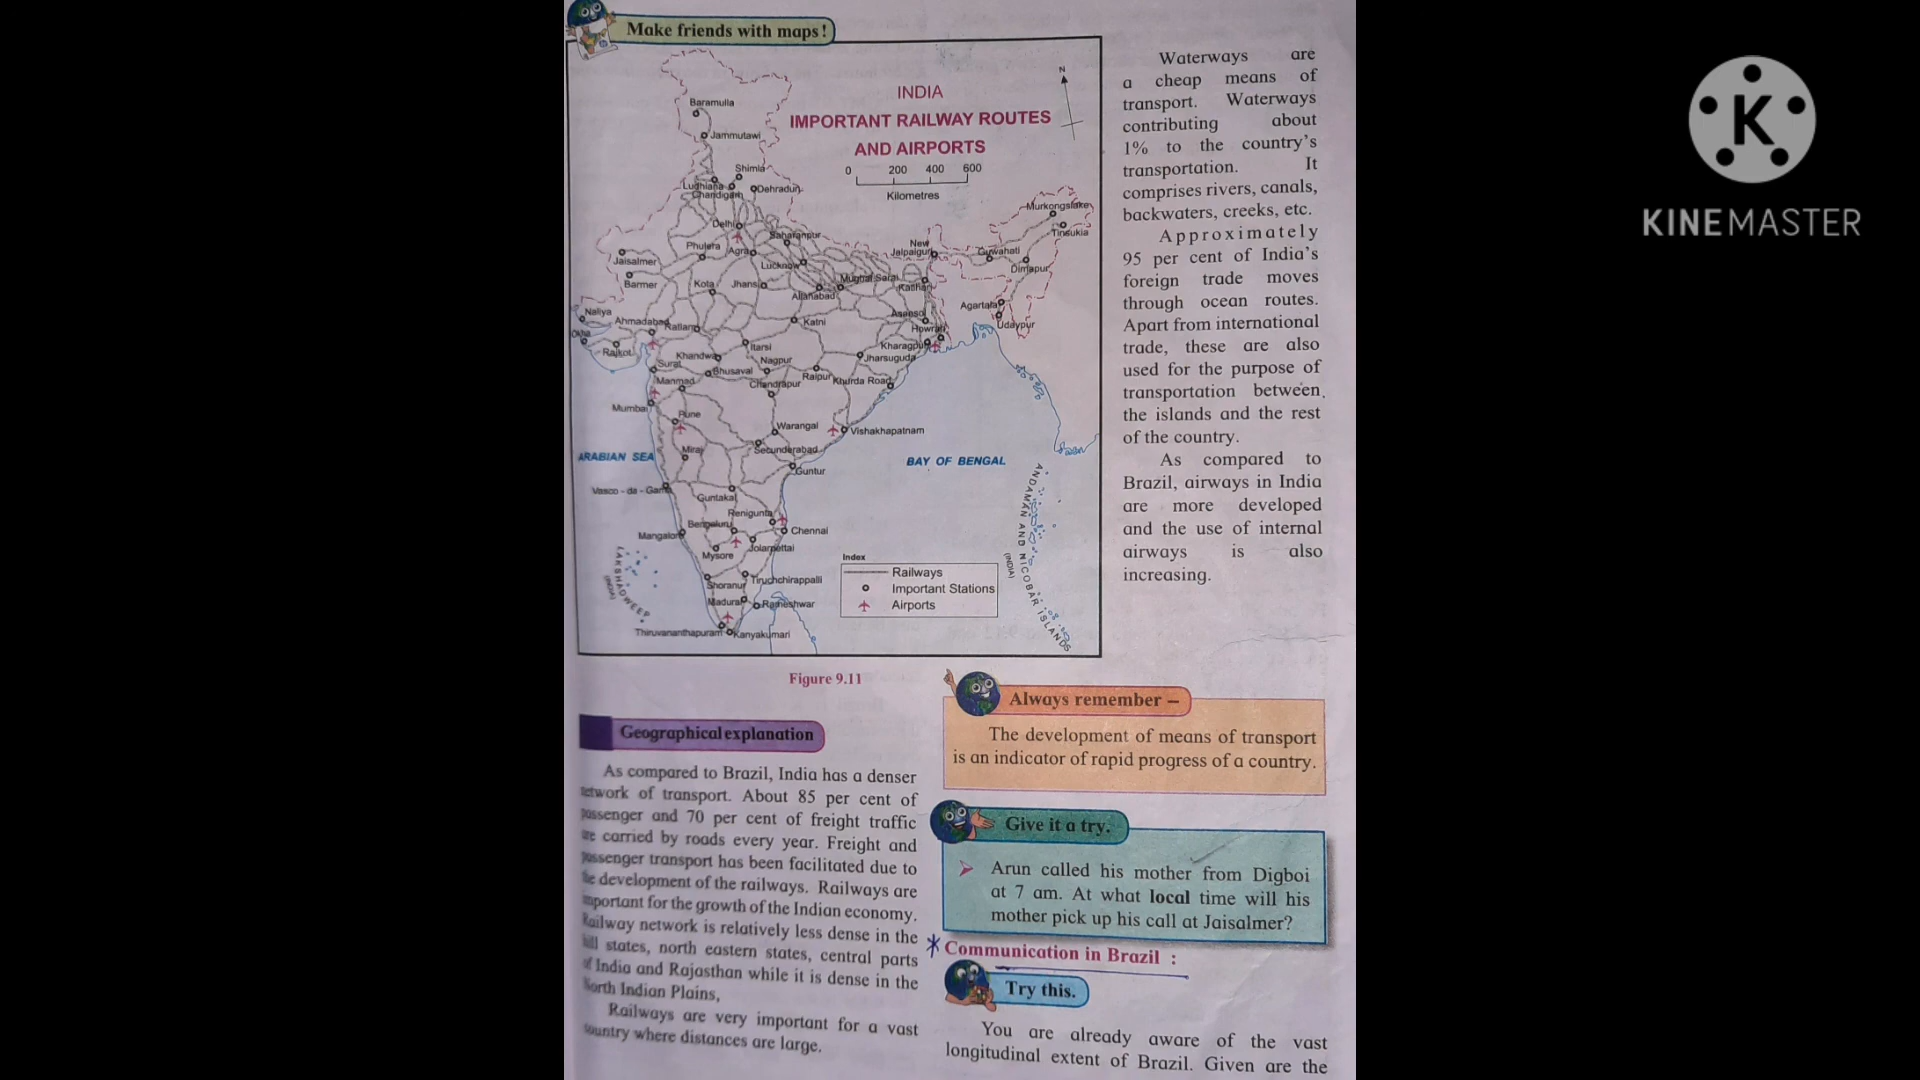 Make friends with maps!
INDIA
IMPORTANT RAILWAY ROUTES
AND AIRPORTS
0 200 400 600
Kilometres
N
Baramulla
Jammutawi
Shimla
Ludhiana
Chandigarh
Dehradun
Delhi
Saharanpur
Phulera
Agra
Lucknow
New
Jalpaiguri
Murkongslake
Tinsukia
Guwahati
Dimapur
Jaisalmer
Barmer
Kota
Jhansi
Allahabad
Mughal Sarai
Katihar
Agartala
Udaypur
Naliya
Okha
Ahmadabad
Ratlam
Katni
Asansol
Howrah
Rajkot
Surat
Khandwa
Itarsi
Nagpur
Kharagpur
Jharsuguda
Bhusaval
Manmad
Chandrapur
Raipur
Khurda Road
Mumbai
Pune
Warangal
Vishakhapatnam
Miraj
Secunderabad
Guntur
ARABIAN SEA
BAY OF BENGAL
Vasco - da - Gama
Guntakal
Renigunta
Bengaluru
Chennai
Mangalore
Mysore
Jolarpettai
Shoranur
Tiruchchirappalli
Madurai
Rameshwar
Thiruvananthapuram
Kanyakumari
LAKSHADWEEP
(INDIA)
ANDAMAN AND NICOBAR ISLANDS
(INDIA)
Index
Railways
Important Stations
Airports
Figure 9.11
Geographical explanation
As compared to Brazil, India has a denser
network of transport. About 85 per cent of
passenger and 70 per cent of freight traffic
are carried by roads every year. Freight and
passenger transport has been facilitated due to
the development of the railways. Railways are
important for the growth of the Indian economy.
Railway network is relatively less dense in the
hill states, north eastern states, central parts
of India and Rajasthan while it is dense in the
North Indian Plains,
Railways are very important for a vast
country where distances are large.
Waterways are
a cheap means of
transport. Waterways
contributing about
1% to the country's
transportation. It
comprises rivers, canals,
backwaters, creeks, etc.
Approximately
95 per cent of India's
foreign trade moves
through ocean routes.
Apart from international
trade, these are also
used for the purpose of
transportation between
the islands and the rest
of the country.
As compared to
Brazil, airways in India
are more developed
and the use of internal
airways is also
increasing.
Always remember –
The development of means of transport
is an indicator of rapid progress of a country.
Give it a try.
➢ Arun called his mother from Digboi
at 7 am. At what local time will his
mother pick up his call at Jaisalmer?
* Communication in Brazil :
Try this.
You are already aware of the vast
longitudinal extent of Brazil. Given are the
K
KINEMASTER